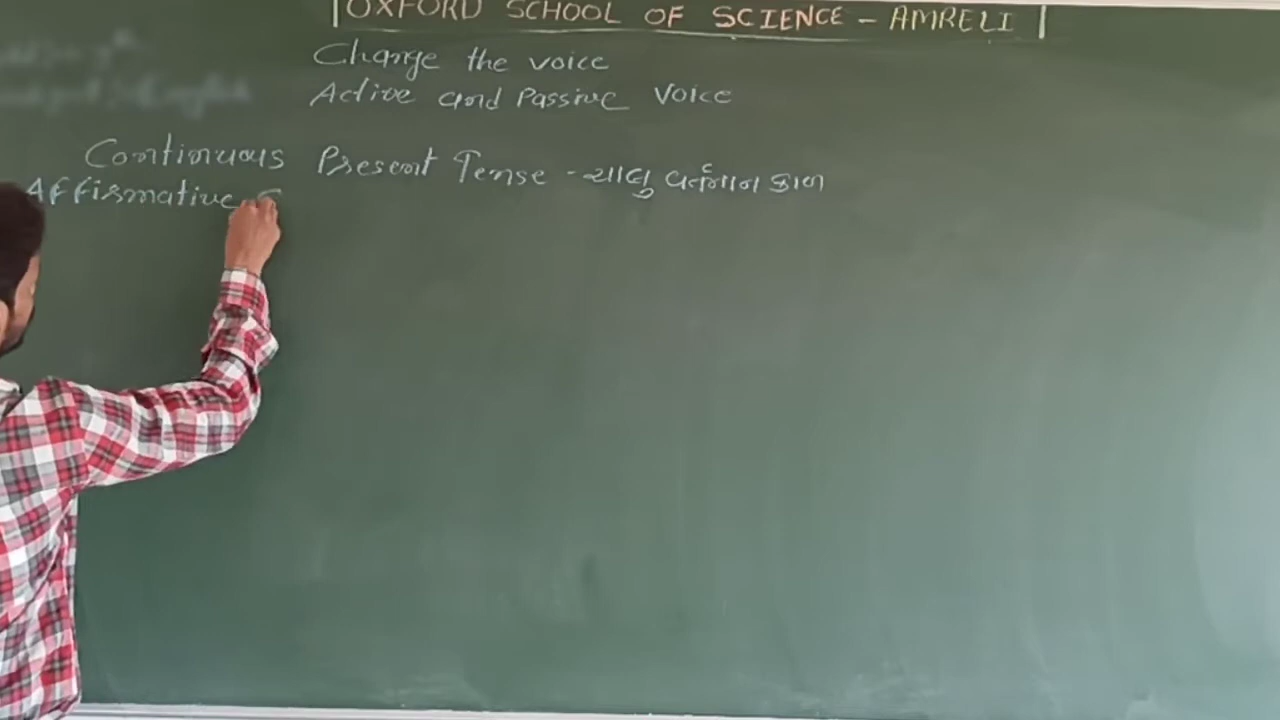 OXFORD SCHOOL OF SCIENCE - AMRELI
Change the voice
Active and Passive Voice
Continuous Present Tense - ચાલુ વર્તમાન કાળ
Affirmative